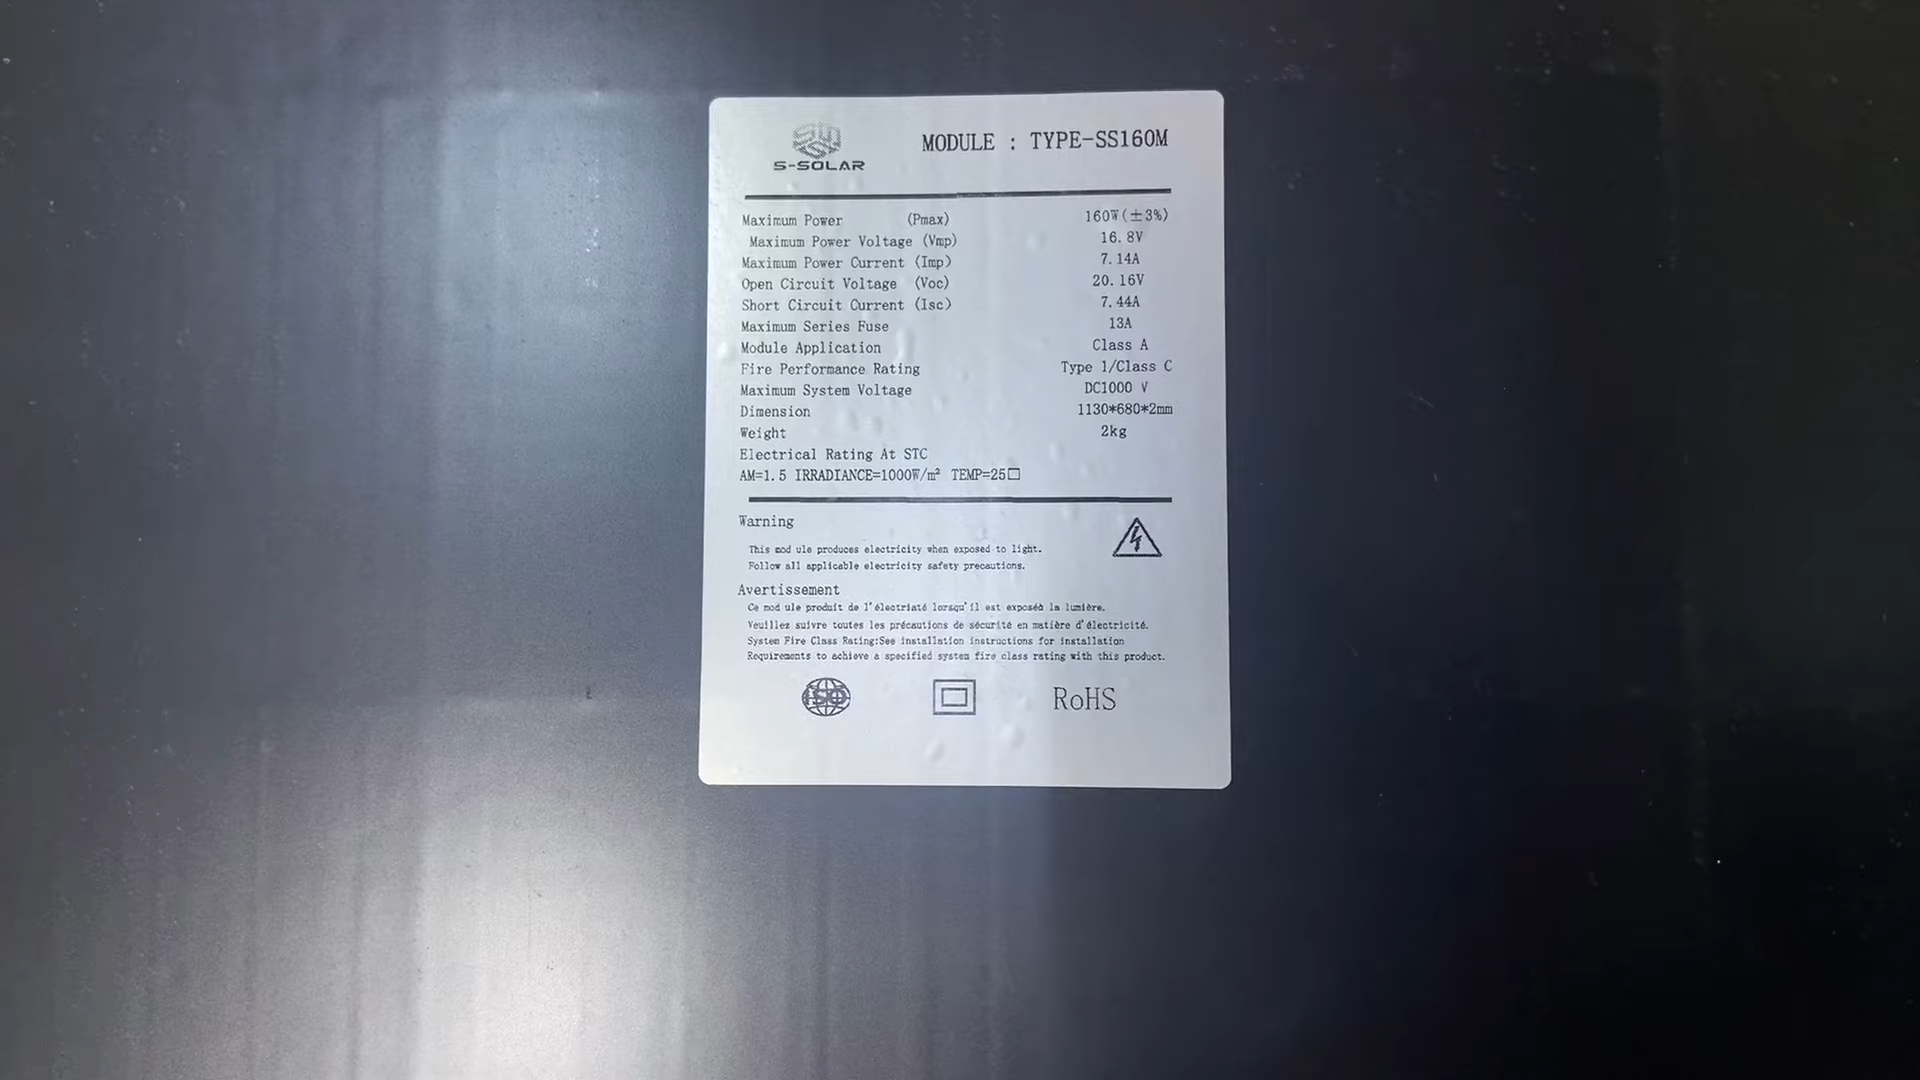 S-SOLAR
MODULE : TYPE-SS160M
Maximum Power (Pmax) 160W(±3%)
Maximum Power Voltage (Vmp) 16.8V
Maximum Power Current (Imp) 7.14A
Open Circuit Voltage (Voc) 20.16V
Short Circuit Current (Isc) 7.44A
Maximum Series Fuse 13A
Module Application Class A
Fire Performance Rating Type 1/Class C
Maximum System Voltage DC1000 V
Dimension 1130*680*2mm
Weight 2kg
Electrical Rating At STC
AM=1.5 IRRADIANCE=1000W/m² TEMP=25□
Warning
This mod ule produces electricity when exposed to light.
Follow all applicable electricity safety precautions.
Avertissement
Ce mod ule produit de l'électriaté lorsqu'il est exposéà la lumière.
Veuillez suivre toutes les précautions de sécurité en matière d'électricité.
System Fire Class Rating:See installation instructions for installation
Requirements to achieve a specified system fire class rating with this product.
ISO
RoHS